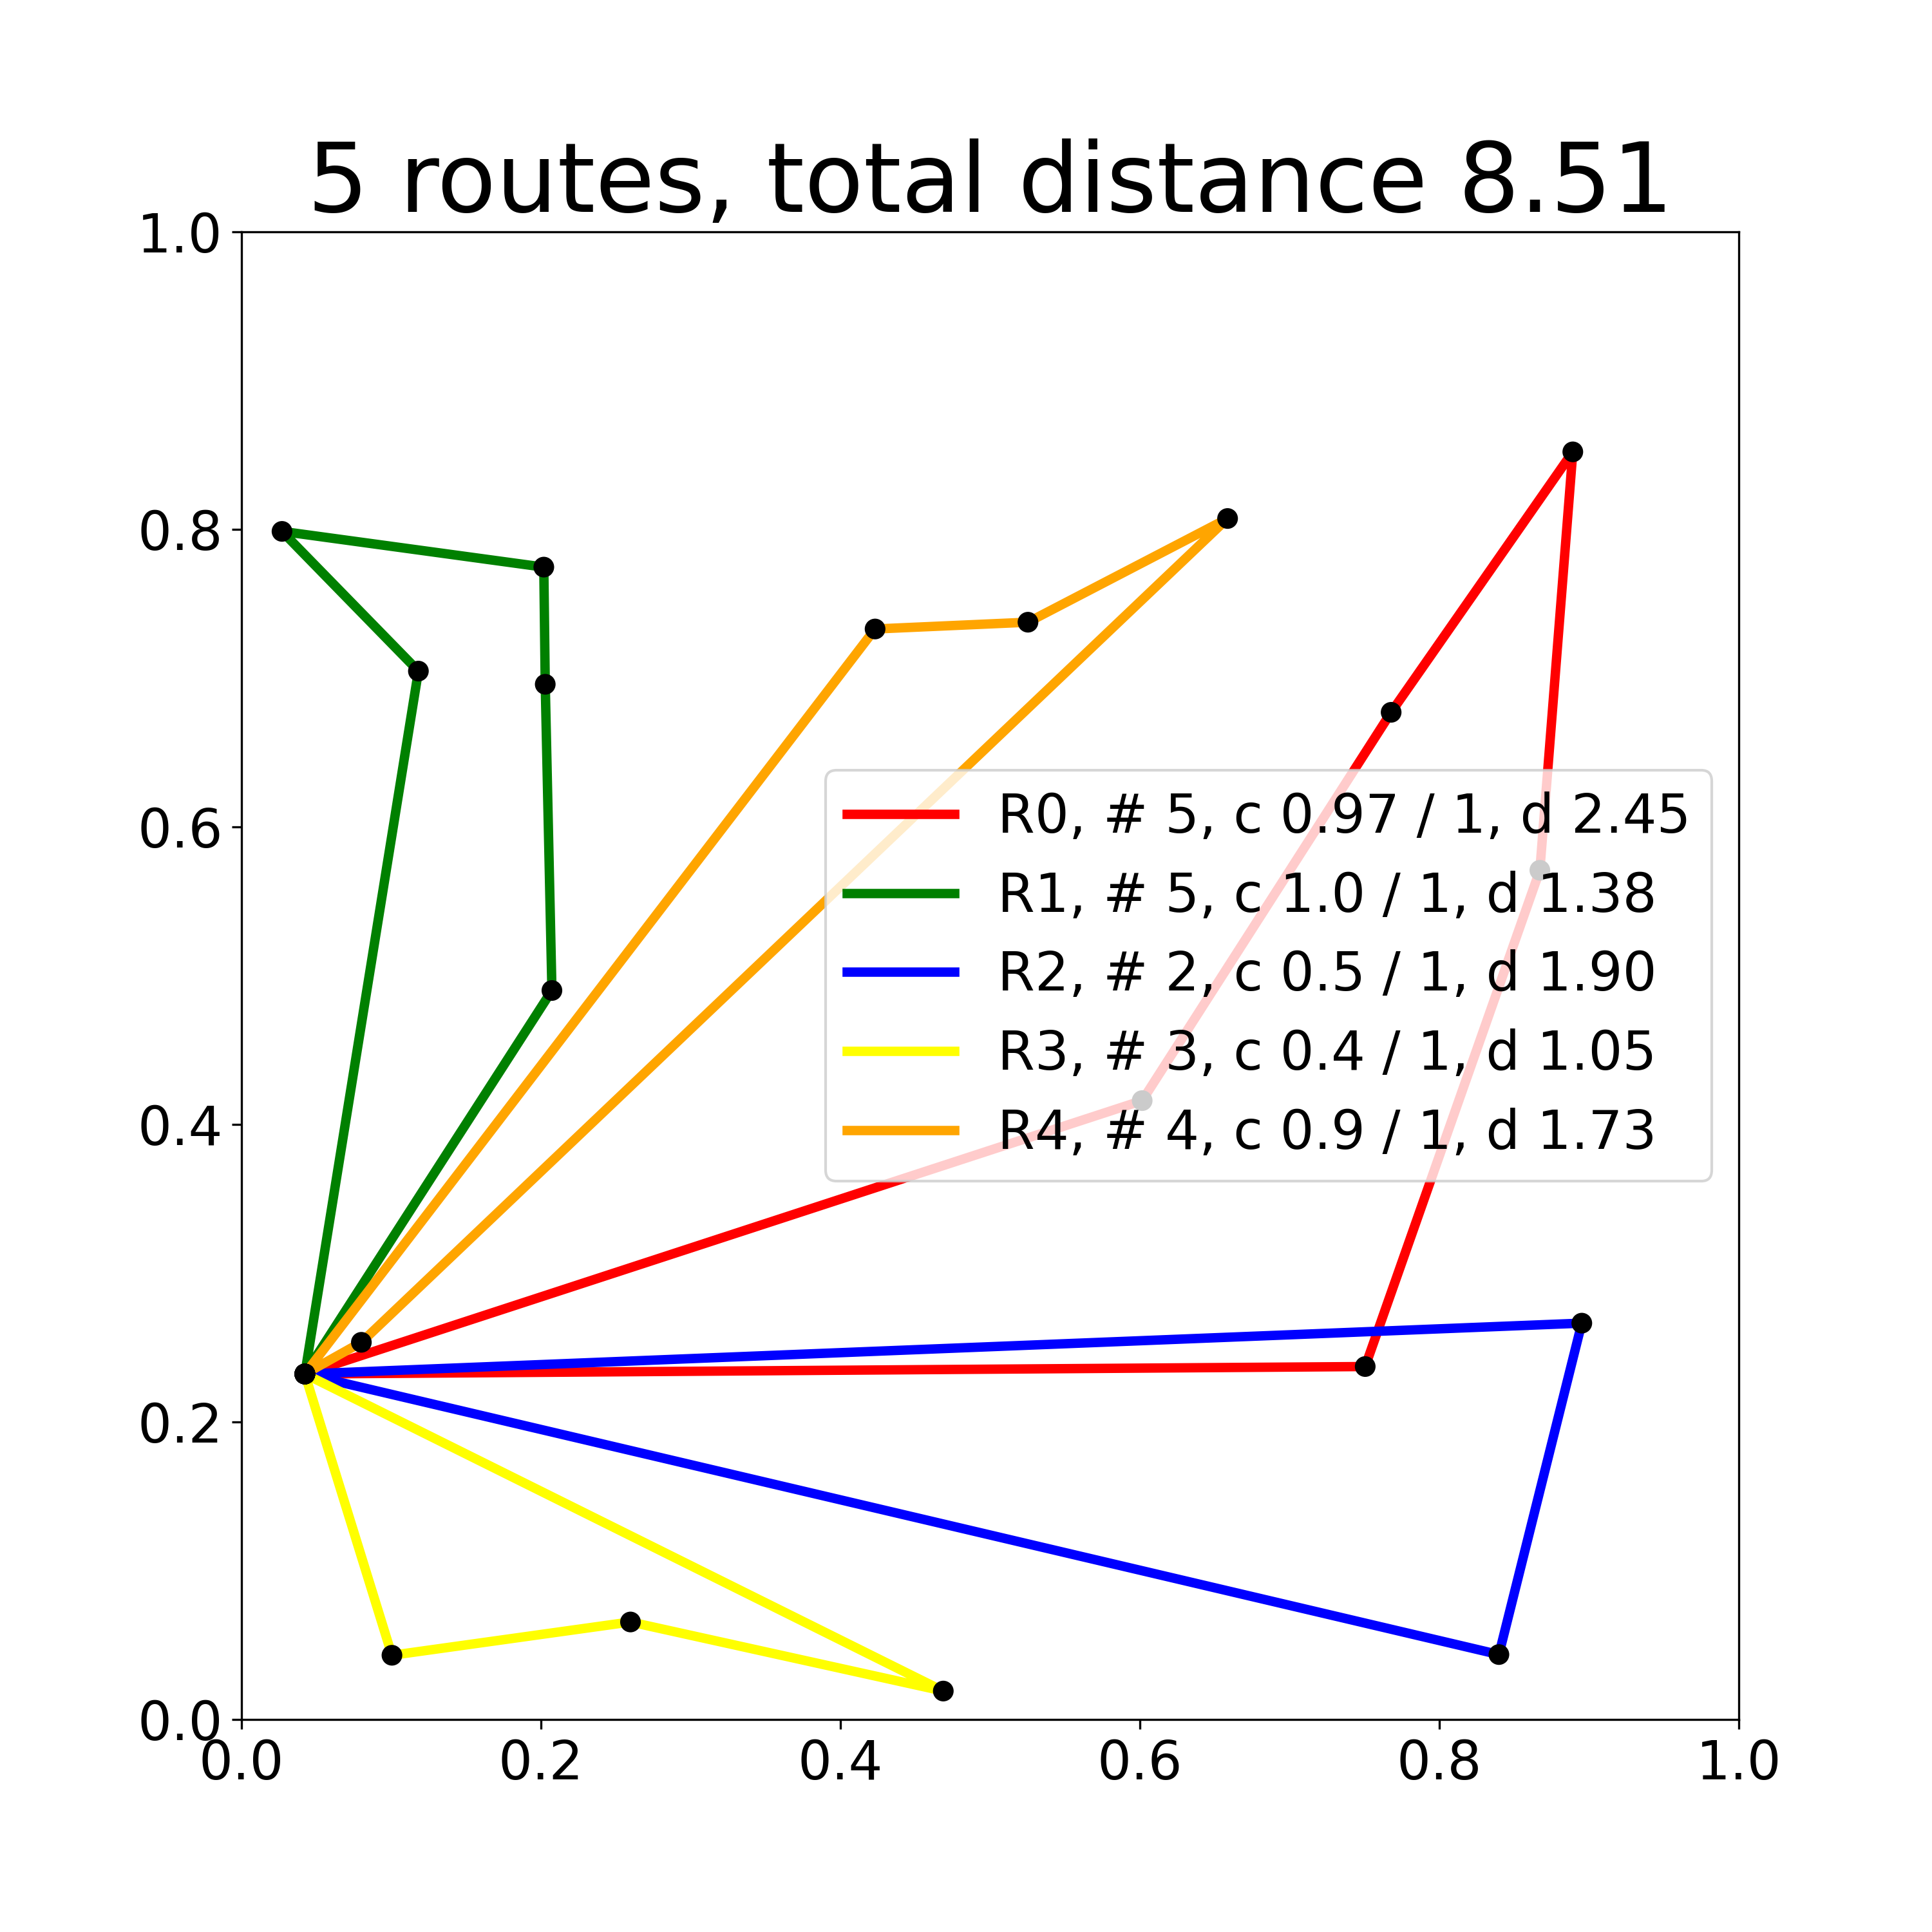 5 routes, total distance 8.51
1.0
0.8
0.6
0.4
0.2
0.0
R0, # 5, c 0.97 / 1, d 2.45
R1, # 5, c 1.0 / 1, d 1.38
R2, # 2, c 0.5 / 1, d 1.90
R3, # 3, c 0.4 / 1, d 1.05
R4, # 4, c 0.9 / 1, d 1.73
0.0 0.2 0.4 0.6 0.8 1.0